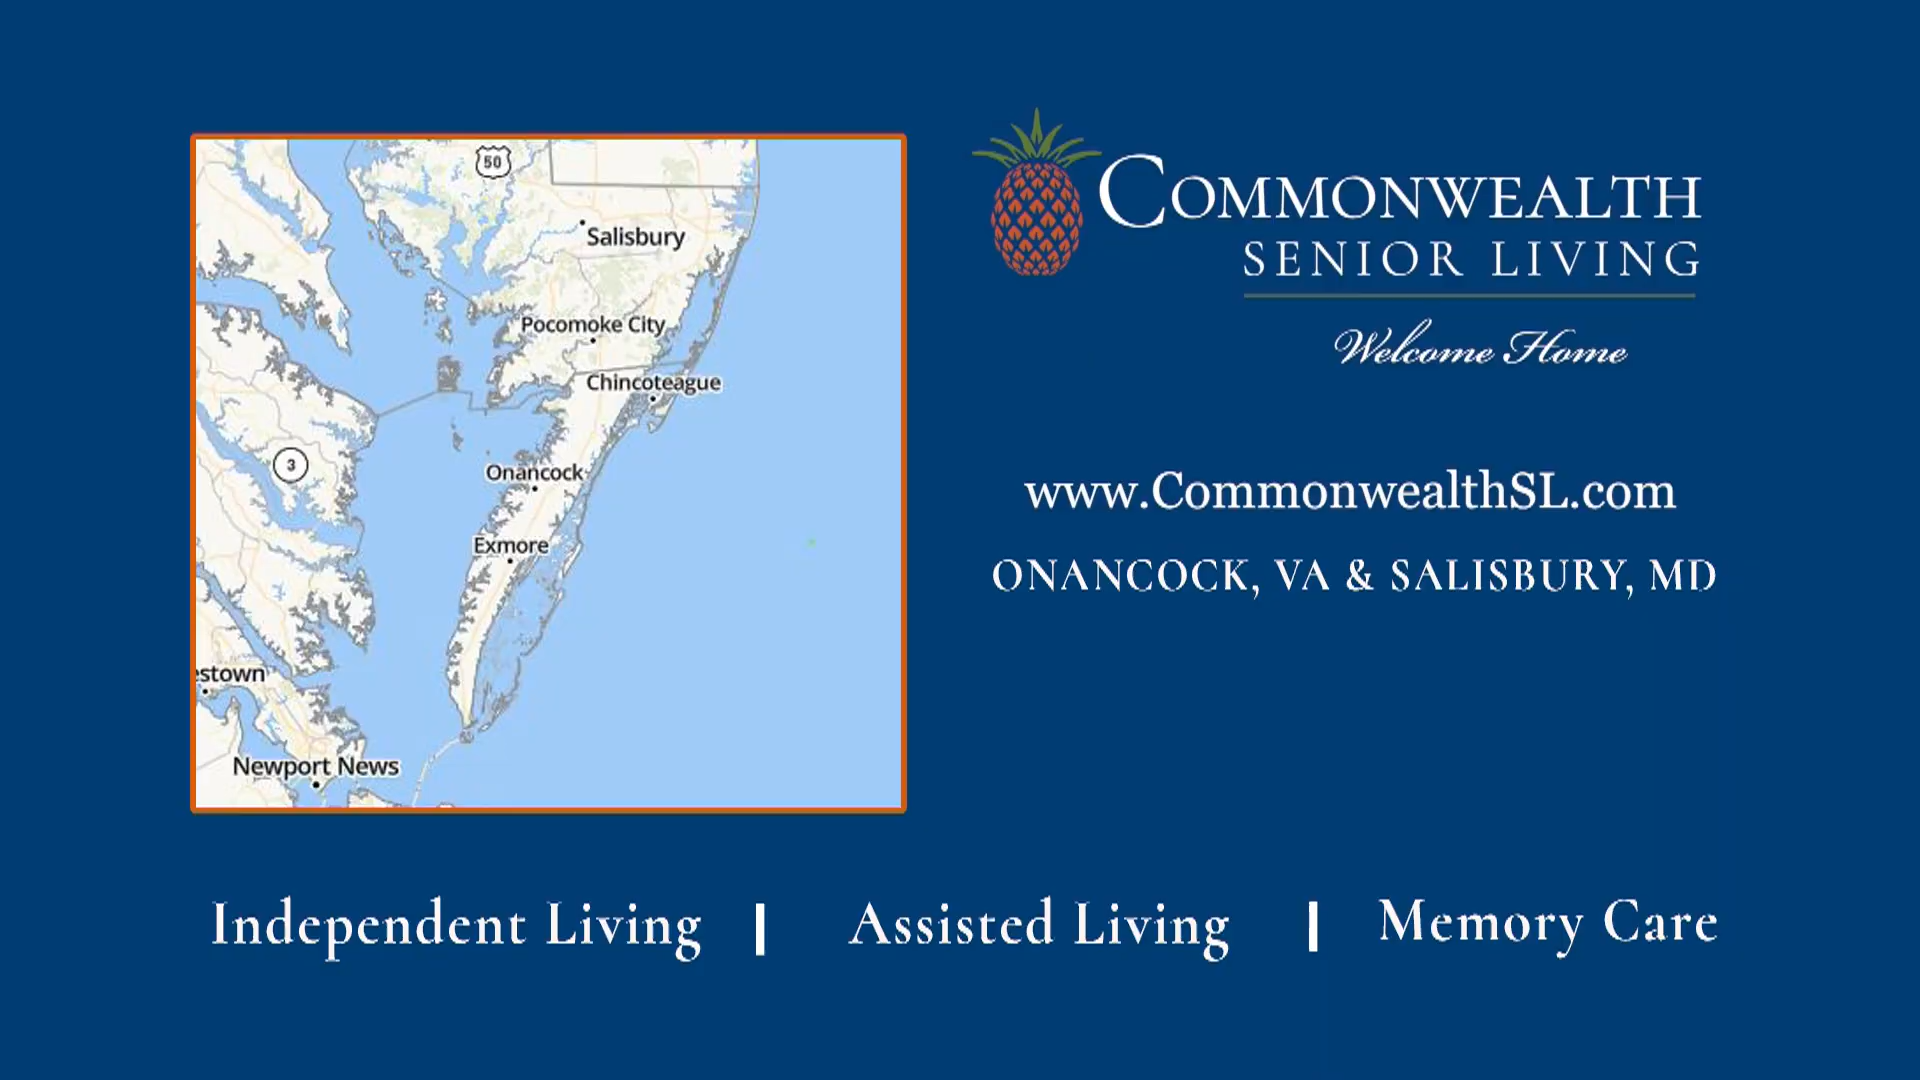 50
Salisbury
Pocomoke City
Chincoteague
3
Onancock
Exmore
estown
Newport News
COMMONWEALTH
SENIOR LIVING
Welcome Home
www.CommonwealthSL.com
ONANCOCK, VA & SALISBURY, MD
Independent Living | Assisted Living | Memory Care